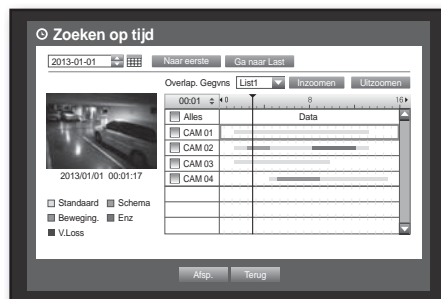 Zoeken op tijd
2013-01-01 Naar eerste Ga naar Last
Overlap. Gegvns List1 Inzoomen Uitzoomen
00:01 0 8 16
Alles Data
CAM 01
CAM 02
CAM 03
CAM 04
2013/01/01 00:01:17
Standaard Schema
Beweging. Enz
V.Loss
Afsp. Terug